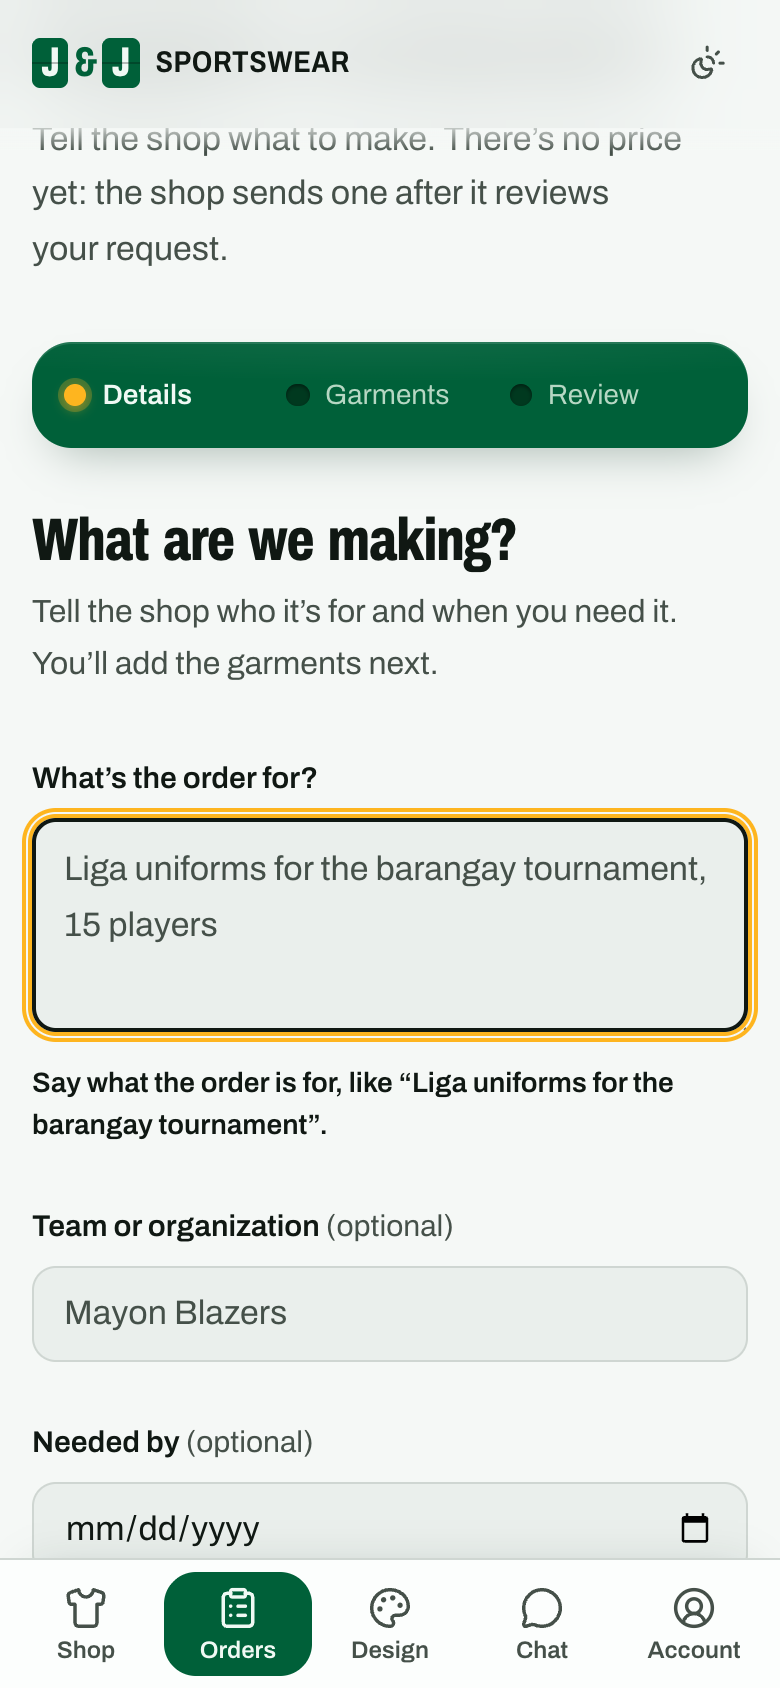 J & J SPORTSWEAR
Tell the shop what to make. There’s no price
yet: the shop sends one after it reviews
your request.
Details Garments Review
What are we making?
Tell the shop who it’s for and when you need it.
You’ll add the garments next.
What’s the order for?
Liga uniforms for the barangay tournament,
15 players
Say what the order is for, like “Liga uniforms for the
barangay tournament”.
Team or organization (optional)
Mayon Blazers
Needed by (optional)
mm/dd/yyyy
Shop Orders Design Chat Account